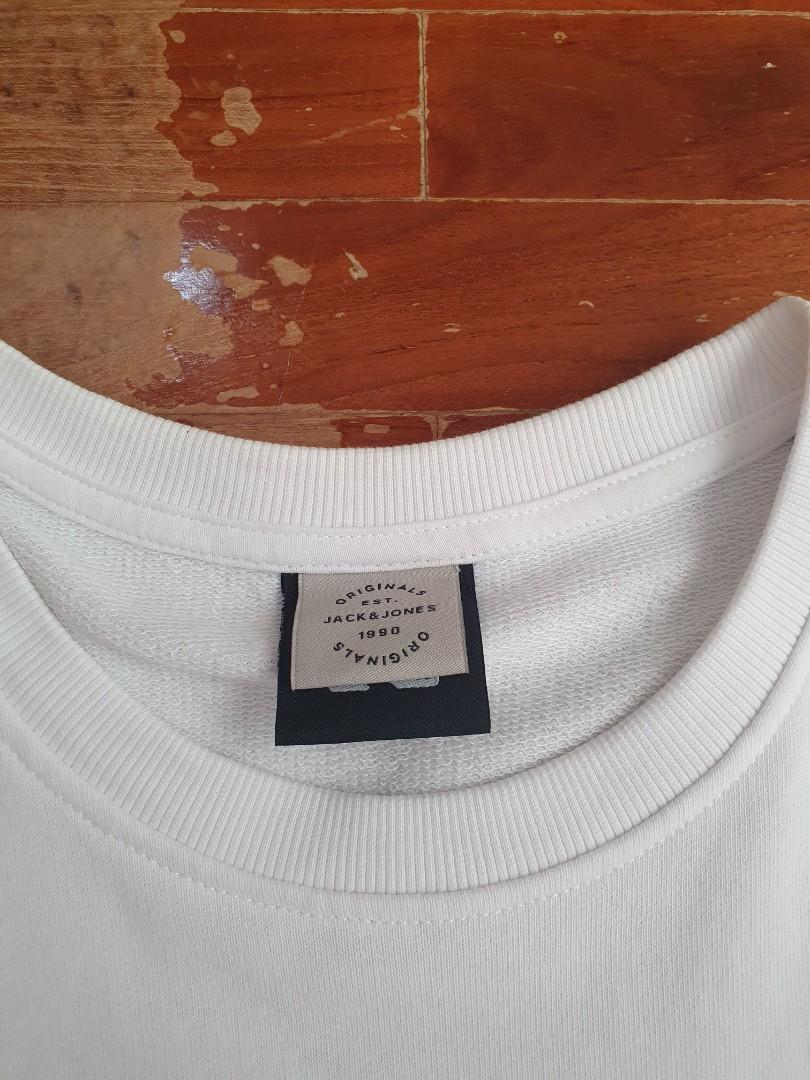 ORIGINALS
EST.
JACK&JONES
1990
ORIGINALS